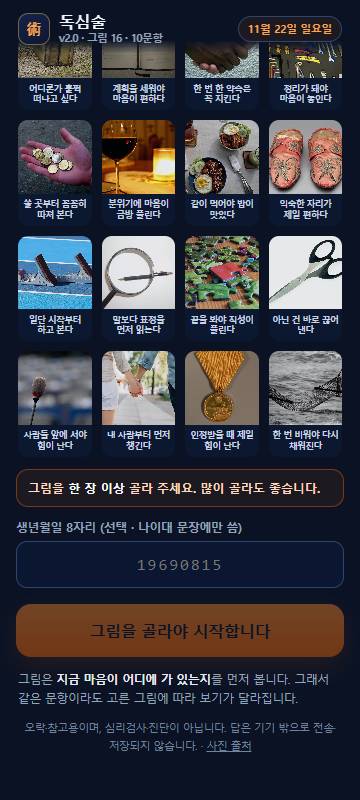 術
독심술
v2.0 · 그림 16 · 10문항
11월 22일 일요일
어디론가 훌쩍
떠나고 싶다
계획을 세워야
마음이 편하다
한 번 한 약속은
꼭 지킨다
정리가 돼야
마음이 놓인다
쓸 곳부터 꼼꼼히
따져 본다
분위기에 마음이
금방 풀린다
같이 먹어야 밥이
맛있다
익숙한 자리가
제일 편하다
일단 시작부터
하고 본다
말보다 표정을
먼저 읽는다
끝을 봐야 직성이
풀린다
아닌 건 바로 끊어
낸다
사람들 앞에 서야
힘이 난다
내 사람부터 먼저
챙긴다
인정받을 때 제일
힘이 난다
한 번 비워야 다시
채워진다
그림을 한 장 이상 골라 주세요. 많이 골라도 좋습니다.
생년월일 8자리 (선택 · 나이대 문장에만 씀)
19690815
그림을 골라야 시작합니다
그림은 지금 마음이 어디에 가 있는지를 먼저 봅니다. 그래서
같은 문항이라도 고른 그림에 따라 보기가 달라집니다.
오락·참고용이며, 심리검사·진단이 아닙니다. 답은 기기 밖으로 전송·
저장되지 않습니다. · 사진 출처